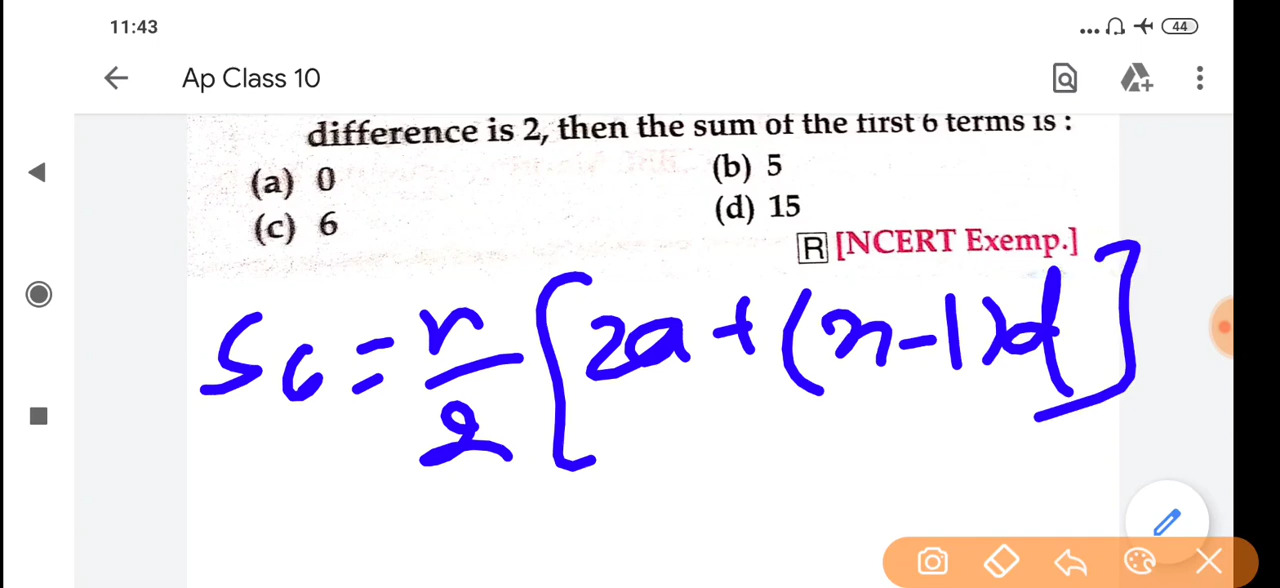 11:43
44
Ap Class 10
difference is 2, then the sum of the first 6 terms is :
(a) 0
(b) 5
(c) 6
(d) 15
R [NCERT Exemp.]
S6 = n/2 [2a + (n-1)d]